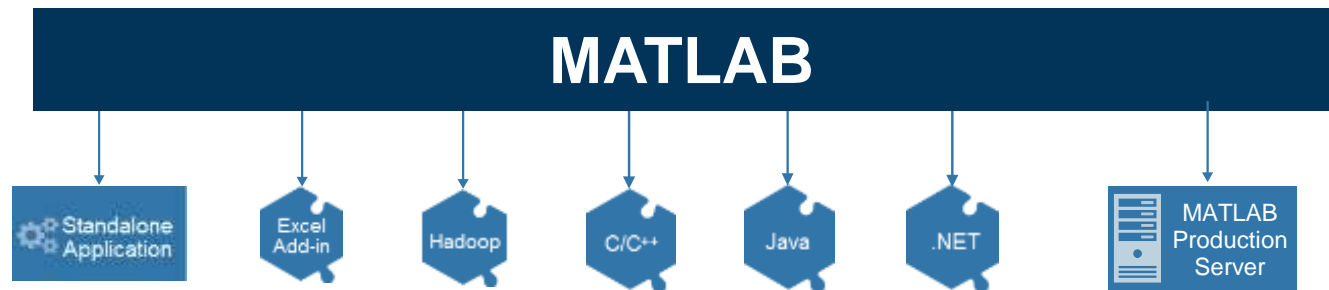 MATLAB
Standalone
Application
Excel
Add-in
Hadoop
C/C++
Java
.NET
MATLAB
Production
Server